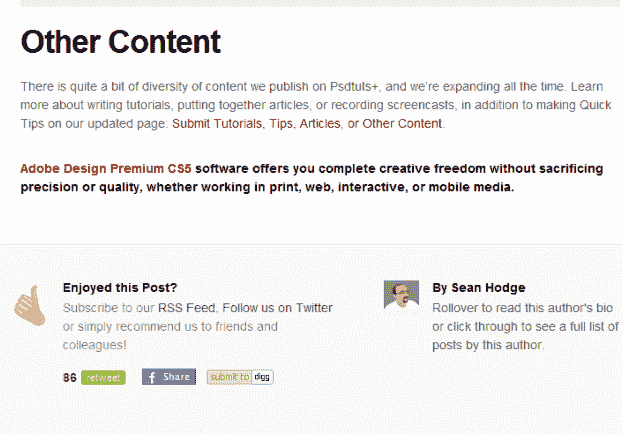 Other Content
There is quite a bit of diversity of content we publish on Psdtuts+, and we're expanding all the time. Learn
more about writing tutorials, putting together articles, or recording screencasts, in addition to making Quick
Tips on our updated page: Submit Tutorials, Tips, Articles, or Other Content.
Adobe Design Premium CS5 software offers you complete creative freedom without sacrificing
precision or quality, whether working in print, web, interactive, or mobile media.
Enjoyed this Post?
Subscribe to our RSS Feed, Follow us on Twitter
or simply recommend us to friends and
colleagues!
86 retweet Share submit to digg
By Sean Hodge
Rollover to read this author's bio
or click through to see a full list of
posts by this author.